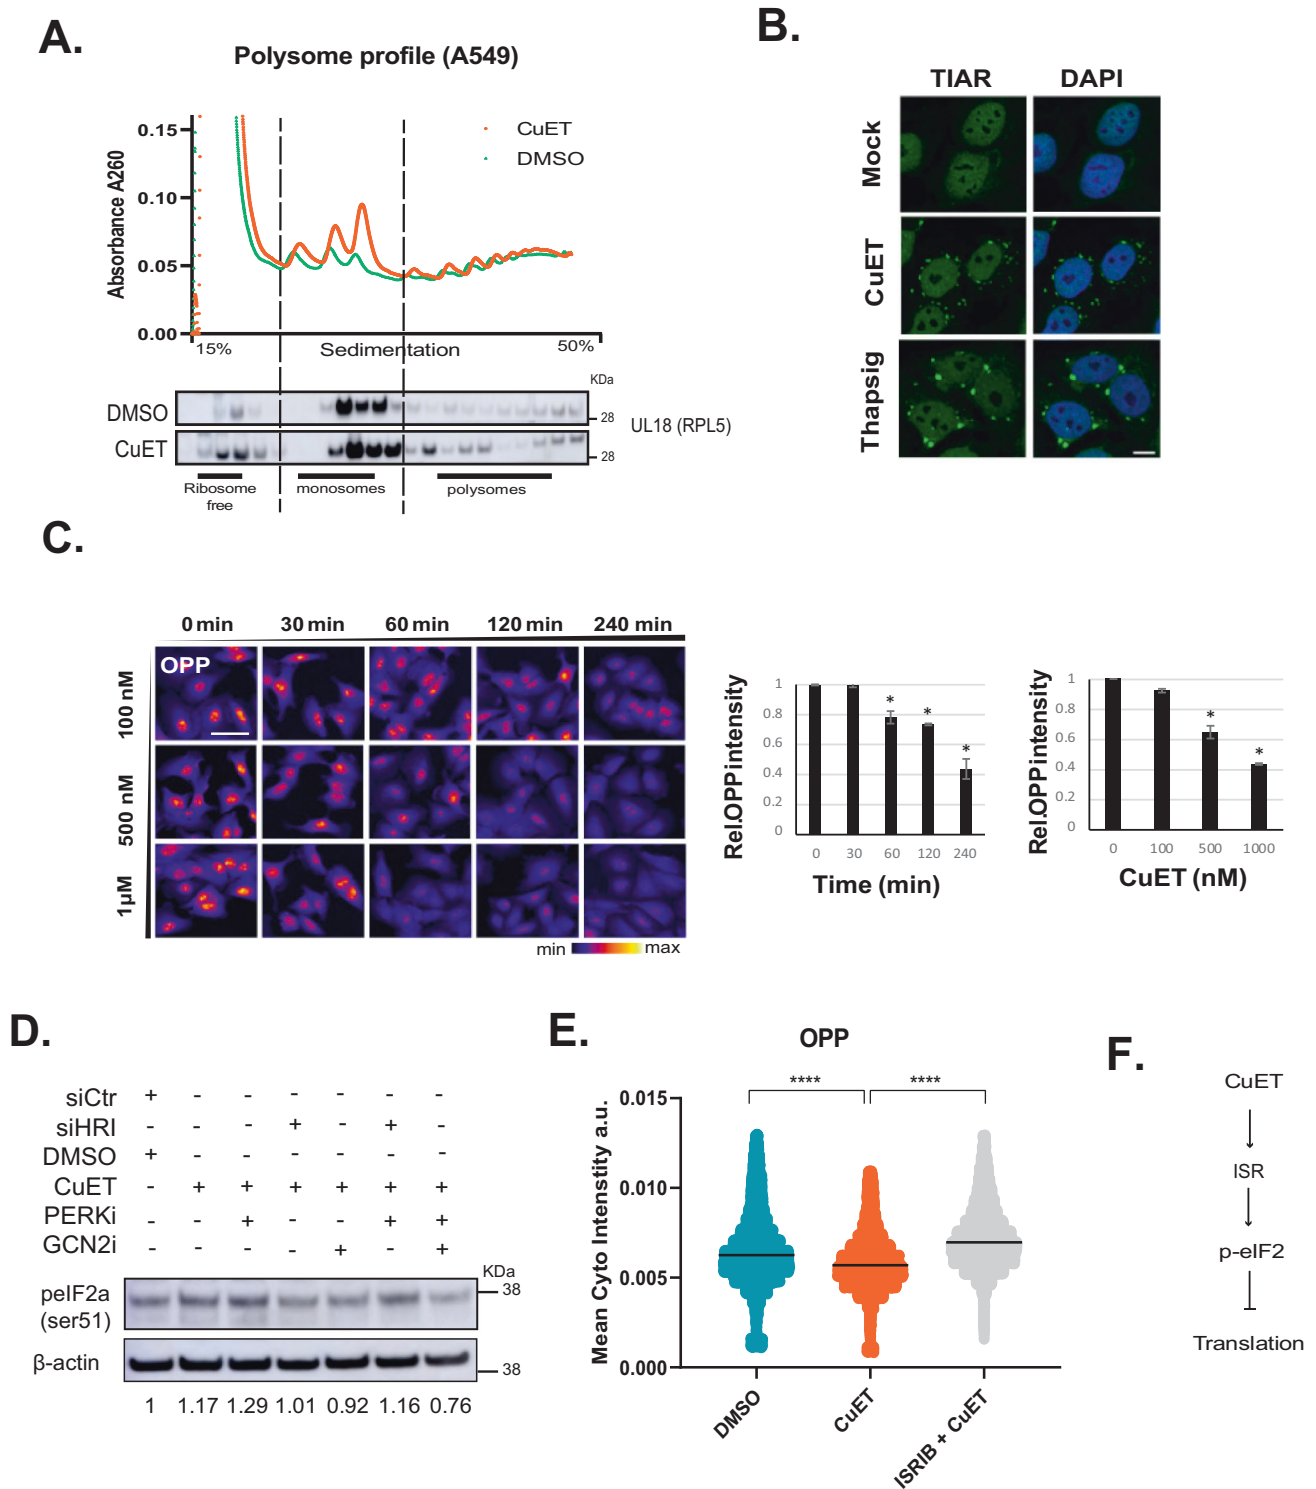 A.
Polysome profile (A549)
Absorbance A260
0.15
0.10
0.05
0.00
CuET
DMSO
15%
Sedimentation
50%
KDa
DMSO
28
UL18 (RPL5)
CuET
28
Ribosome
free
monosomes
polysomes
B.
TIAR
DAPI
Mock
CuET
Thapsig
C.
0 min
30 min
60 min
120 min
240 min
OPP
100 nM
500 nM
1µM
min
max
Rel.OPP intensity
1
0.8
0.6
0.4
0.2
0
*
*
*
0
30
60
120
240
Time (min)
Rel.OPP intensity
1
0.8
0.6
0.4
0.2
0
*
*
0
100
500
1000
CuET (nM)
D.
siCtr + - - - - - -
siHRI - - - + - + -
DMSO + - - - - - -
CuET - + + + + + +
PERKi - - + - - + +
GCN2i - - - - + - +
KDa
peIF2a
(ser51)
38
β-actin
38
1 1.17 1.29 1.01 0.92 1.16 0.76
E.
OPP
Mean Cyto Intenstity a.u.
0.015
0.010
0.005
0.000
****
****
DMSO
CuET
ISRIB + CuET
F.
CuET
ISR
p-eIF2
Translation